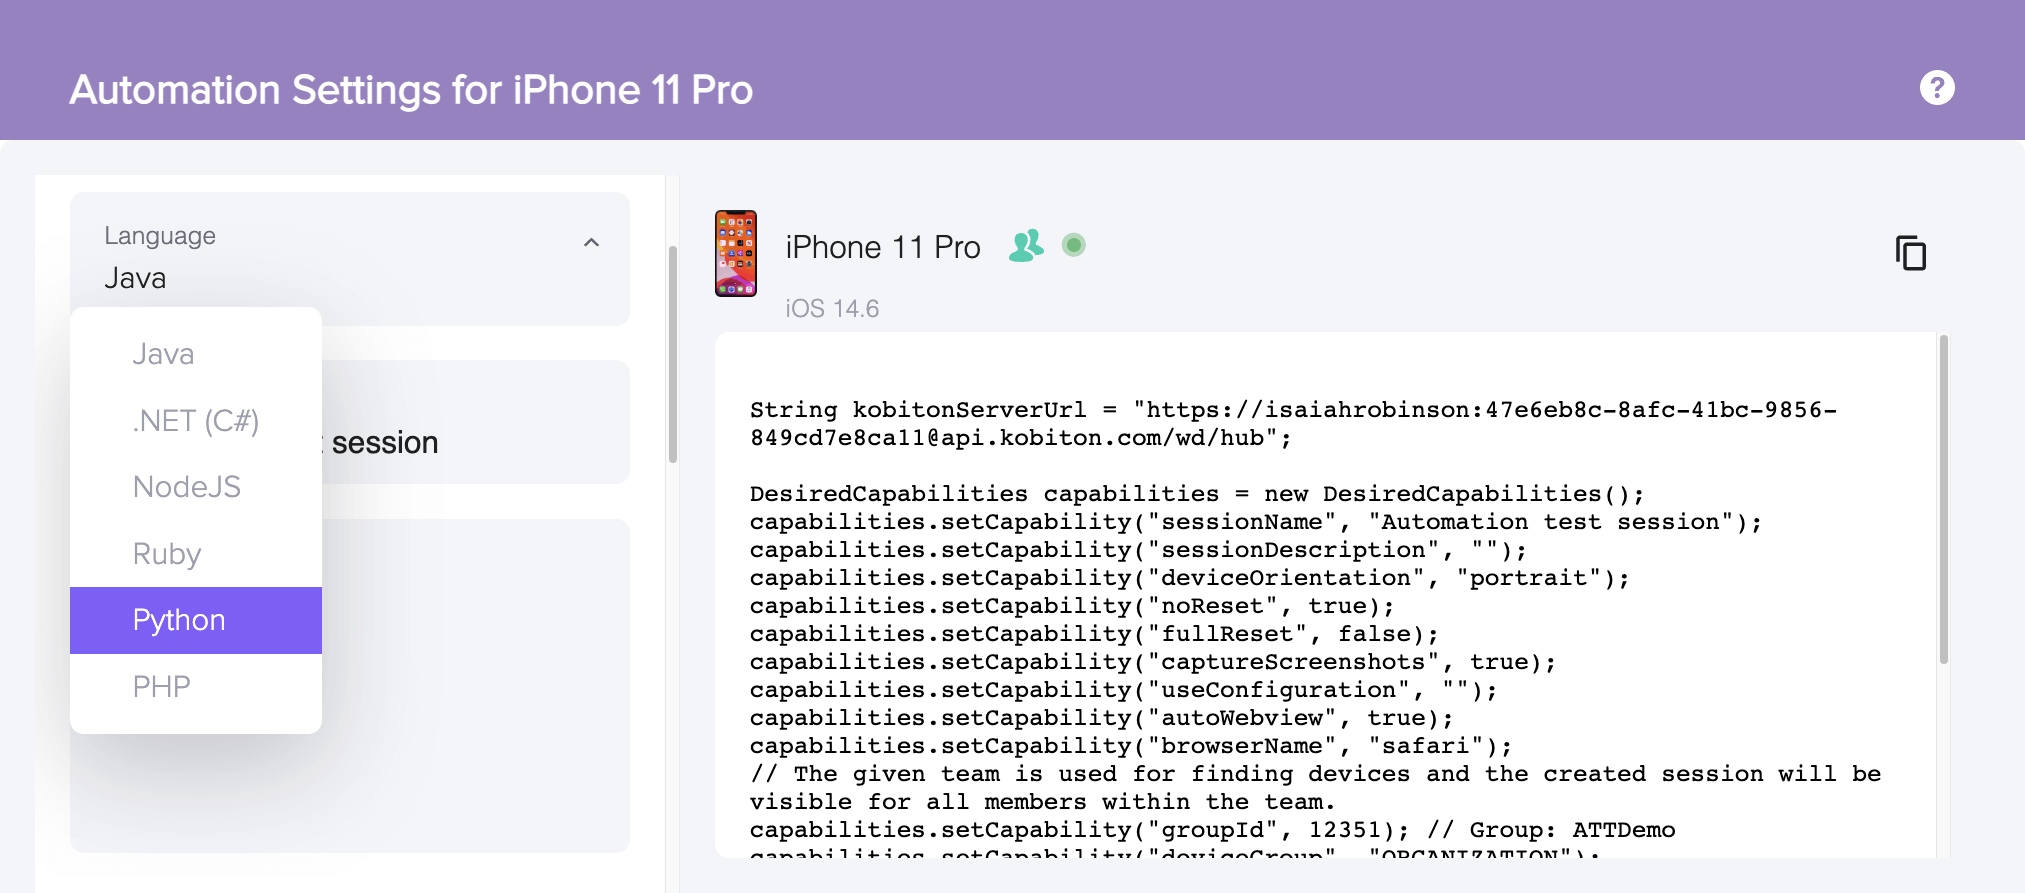 Automation Settings for iPhone 11 Pro
?
Language
Java
Java
.NET (C#)
NodeJS
Ruby
Python
PHP
session
iPhone 11 Pro
iOS 14.6
String kobitonServerUrl = "https://isaiahrobinson:47e6eb8c-8afc-41bc-9856-
849cd7e8ca11@api.kobiton.com/wd/hub";
DesiredCapabilities capabilities = new DesiredCapabilities();
capabilities.setCapability("sessionName", "Automation test session");
capabilities.setCapability("sessionDescription", "");
capabilities.setCapability("deviceOrientation", "portrait");
capabilities.setCapability("noReset", true);
capabilities.setCapability("fullReset", false);
capabilities.setCapability("captureScreenshots", true);
capabilities.setCapability("useConfiguration", "");
capabilities.setCapability("autoWebview", true);
capabilities.setCapability("browserName", "safari");
// The given team is used for finding devices and the created session will be
visible for all members within the team.
capabilities.setCapability("groupId", 12351); // Group: ATTDemo
capabilities.setCapability("deviceGroup", "ORGANIZATION");